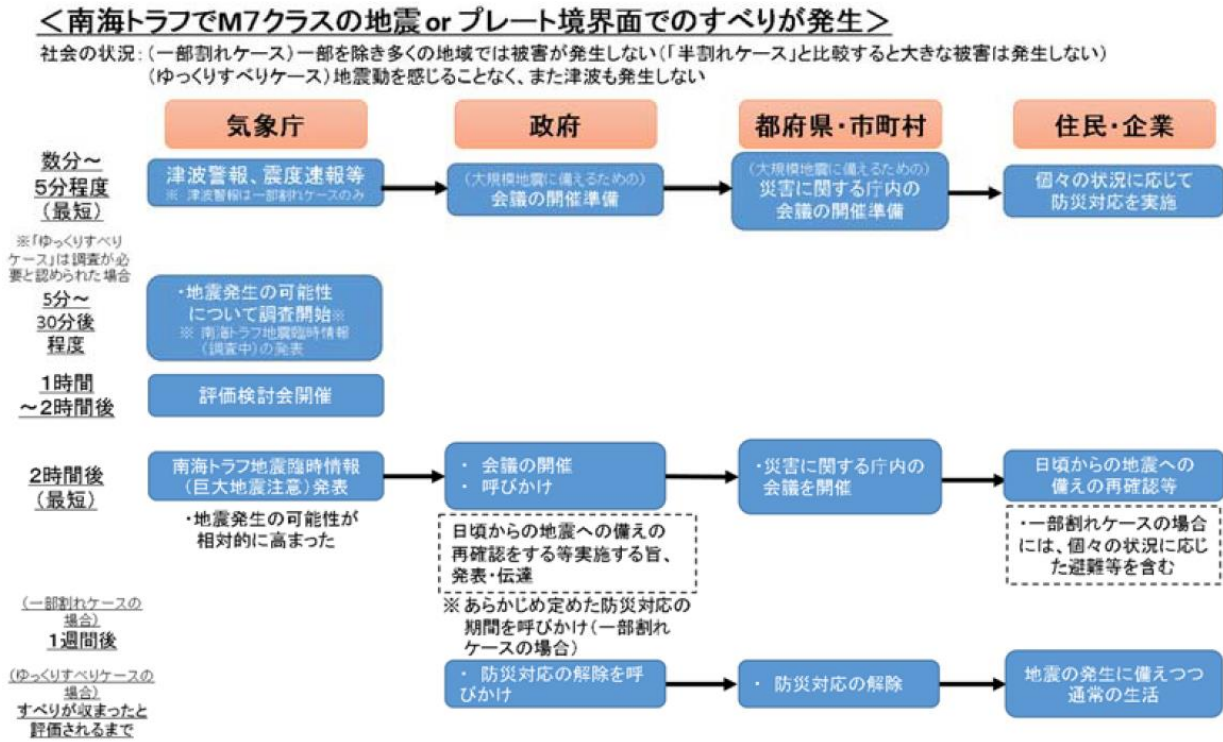 ＜南海トラフでM7クラスの地震 or プレート境界面でのすべりが発生＞
社会の状況：（一部割れケース）一部を除き多くの地域では被害が発生しない（「半割れケース」と比較すると大きな被害は発生しない）
（ゆっくりすべりケース）地震動を感じることなく、また津波も発生しない
気象庁
政府
都府県・市町村
住民・企業
数分～
5分程度
（最短）
津波警報、震度速報等
※ 津波警報は一部割れケースのみ
（大規模地震に備えるための）
会議の開催準備
（大規模地震に備えるための）
災害に関する庁内の
会議の開催準備
個々の状況に応じて
防災対応を実施
※「ゆっくりすべり
ケース」は調査が必
要と認められた場合
5分～
30分後
程度
・地震発生の可能性
について調査開始※
※ 南海トラフ地震臨時情報
（調査中）の発表
1時間
～2時間後
評価検討会開催
2時間後
（最短）
南海トラフ地震臨時情報
（巨大地震注意）発表
・地震発生の可能性が
相対的に高まった
・ 会議の開催
・ 呼びかけ
日頃からの地震への備えの
再確認をする等実施する旨、
発表・伝達
※ あらかじめ定めた防災対応の
期間を呼びかけ（一部割れ
ケースの場合）
・災害に関する庁内の
会議を開催
日頃からの地震への
備えの再確認等
・一部割れケースの場合
には、個々の状況に応じ
た避難等を含む
（一部割れケースの
場合）
1週間後
（ゆっくりすべりケースの
場合）
すべりが収まったと
評価されるまで
・ 防災対応の解除を呼
びかけ
・ 防災対応の解除
地震の発生に備えつつ
通常の生活